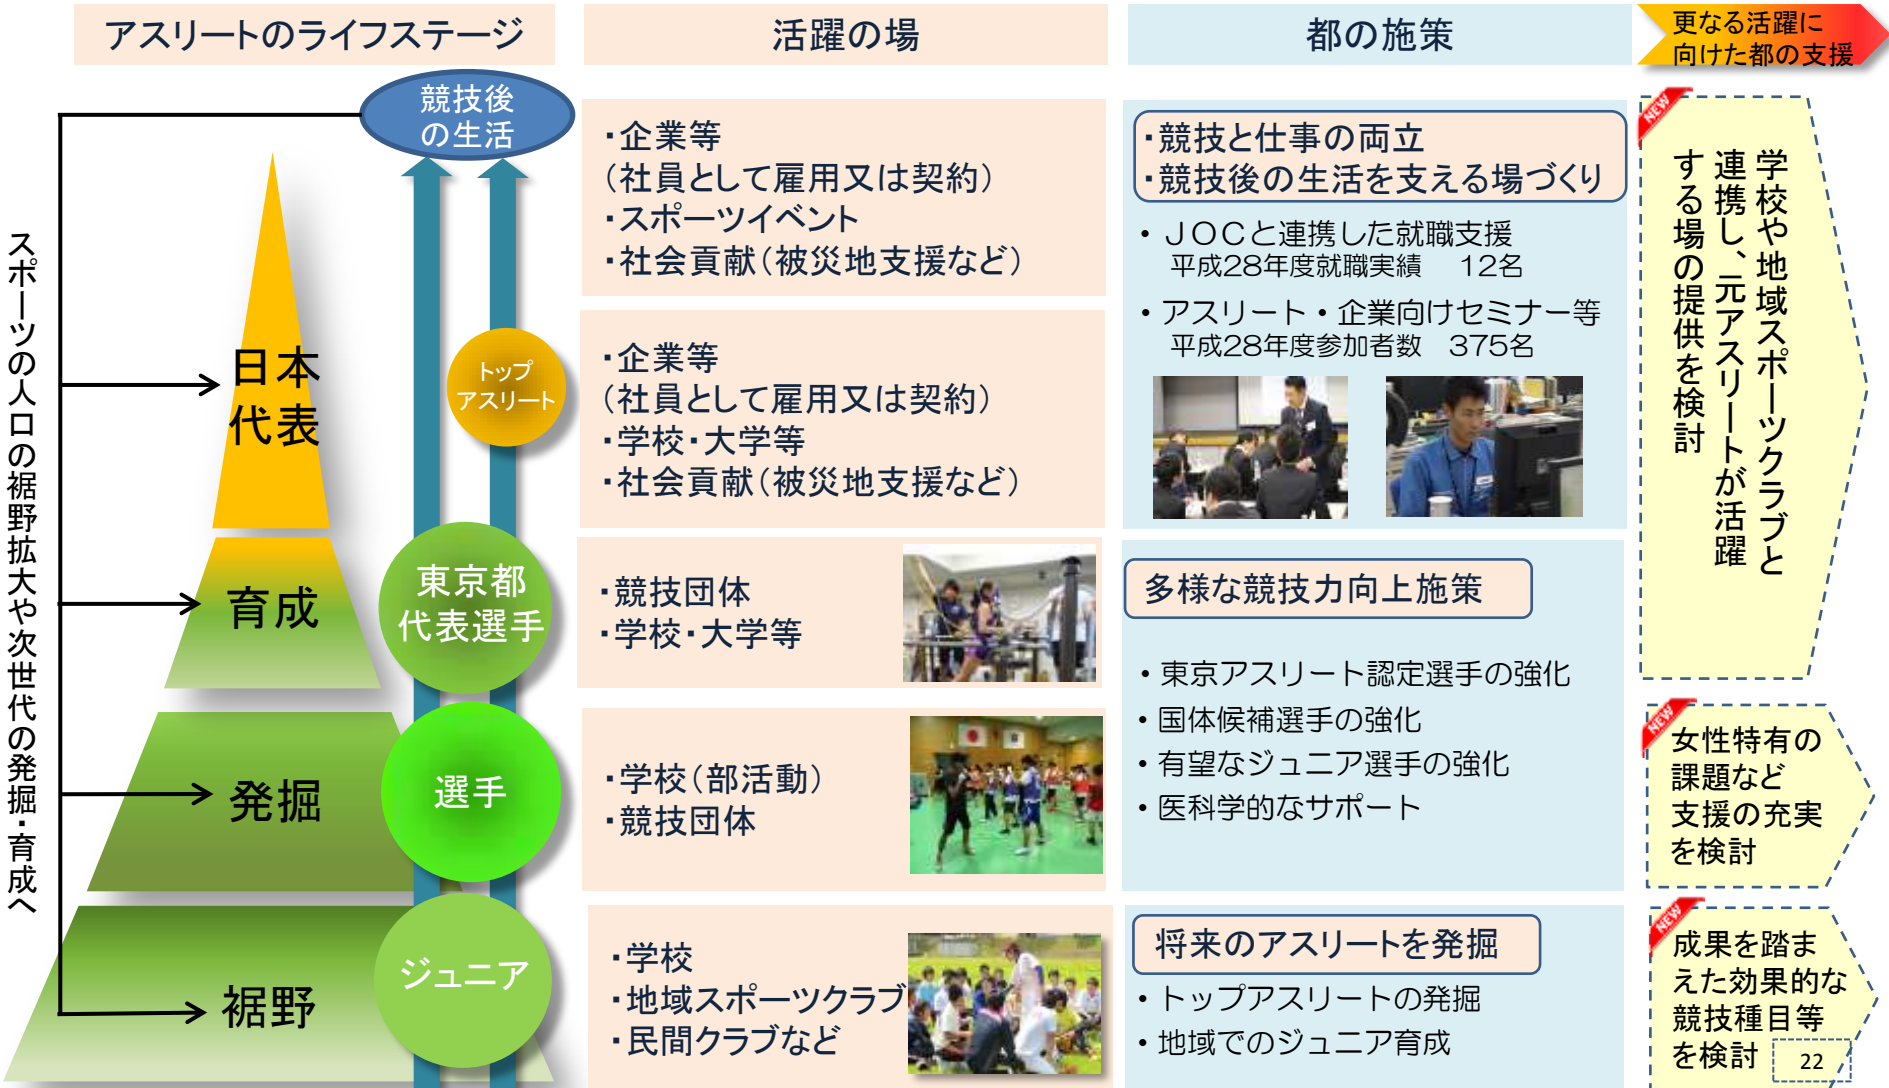 アスリートのライフステージ
活躍の場
都の施策
更なる活躍に
向けた都の支援
スポーツの人口の裾野拡大や次世代の発掘・育成へ
競技後
の生活
日本
代表
トップ
アスリート
育成
東京都
代表選手
発掘
選手
裾野
ジュニア
・企業等
（社員として雇用又は契約）
・スポーツイベント
・社会貢献（被災地支援など）
・企業等
（社員として雇用又は契約）
・学校・大学等
・社会貢献（被災地支援など）
・競技団体
・学校・大学等
・学校（部活動）
・競技団体
・学校
・地域スポーツクラブ
・民間クラブなど
・競技と仕事の両立
・競技後の生活を支える場づくり
・ＪＯＣと連携した就職支援
平成28年度就職実績　12名
・アスリート・企業向けセミナー等
平成28年度参加者数　375名
多様な競技力向上施策
・東京アスリート認定選手の強化
・国体候補選手の強化
・有望なジュニア選手の強化
・医科学的なサポート
将来のアスリートを発掘
・トップアスリートの発掘
・地域でのジュニア育成
NEW
学校や地域スポーツクラブと
連携し、元アスリートが活躍
する場の提供を検討
NEW
女性特有の
課題など
支援の充実
を検討
NEW
成果を踏ま
えた効果的な
競技種目等
を検討
22